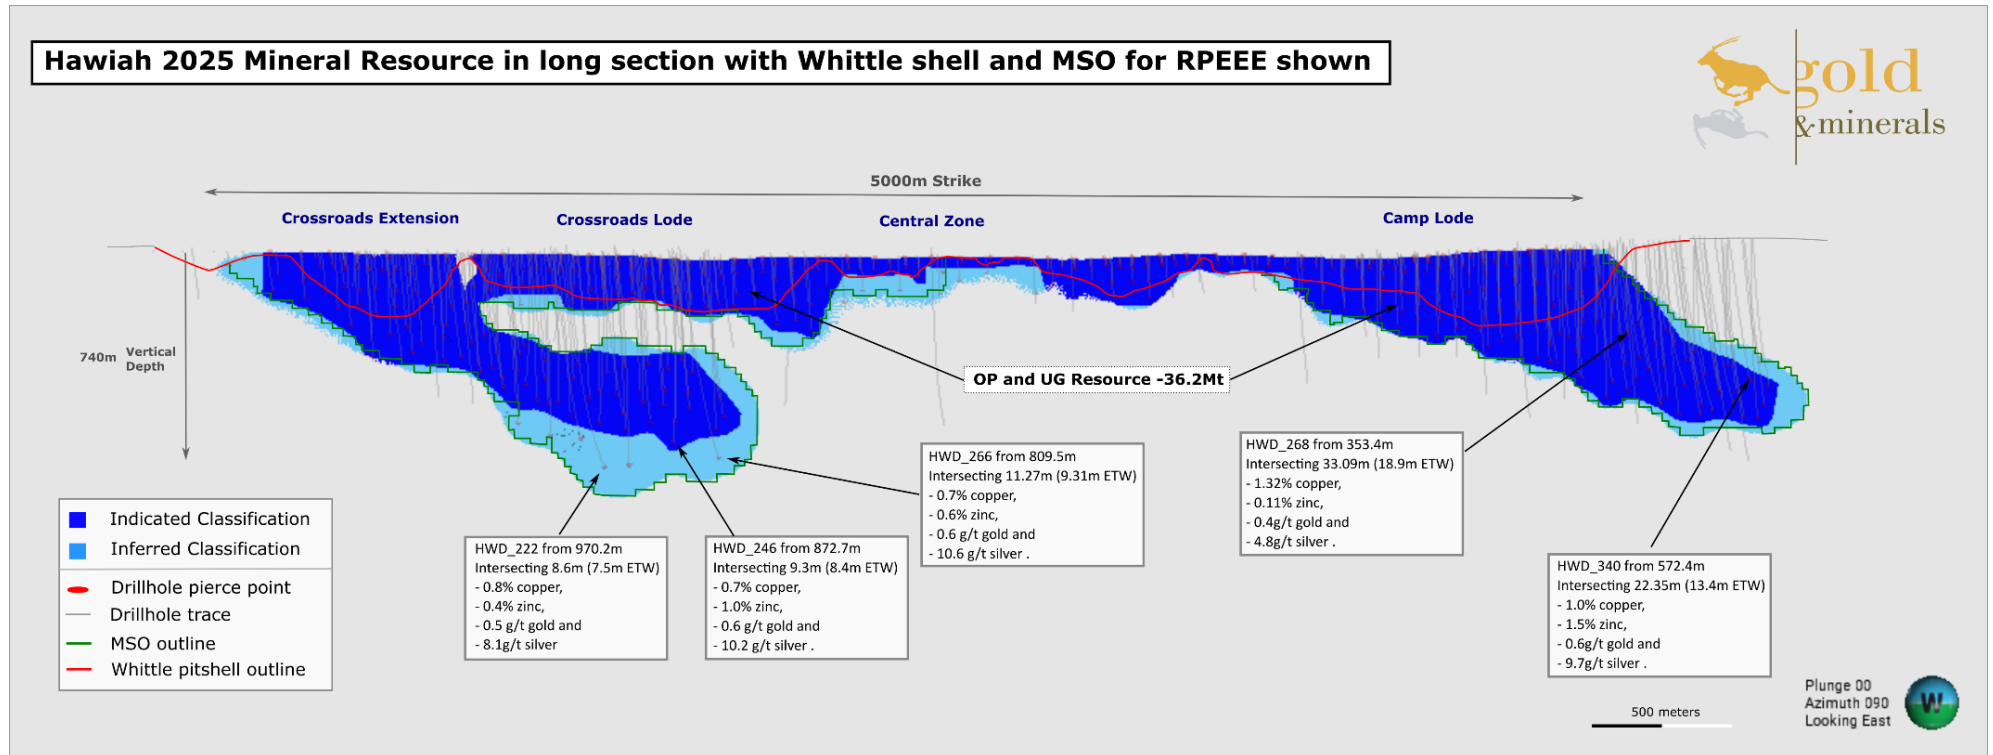 Hawiah 2025 Mineral Resource in long section with Whittle shell and MSO for RPEEE shown
gold
&minerals
5000m Strike
Crossroads Extension
Crossroads Lode
Central Zone
Camp Lode
740m Vertical
Depth
OP and UG Resource -36.2Mt
HWD_266 from 809.5m
Intersecting 11.27m (9.31m ETW)
- 0.7% copper,
- 0.6% zinc,
- 0.6 g/t gold and
- 10.6 g/t silver .
HWD_268 from 353.4m
Intersecting 33.09m (18.9m ETW)
- 1.32% copper,
- 0.11% zinc,
- 0.4g/t gold and
- 4.8g/t silver .
Indicated Classification
Inferred Classification
Drillhole pierce point
Drillhole trace
MSO outline
Whittle pitshell outline
HWD_222 from 970.2m
Intersecting 8.6m (7.5m ETW)
- 0.8% copper,
- 0.4% zinc,
- 0.5 g/t gold and
- 8.1g/t silver
HWD_246 from 872.7m
Intersecting 9.3m (8.4m ETW)
- 0.7% copper,
- 1.0% zinc,
- 0.6 g/t gold and
- 10.2 g/t silver .
HWD_340 from 572.4m
Intersecting 22.35m (13.4m ETW)
- 1.0% copper,
- 1.5% zinc,
- 0.6g/t gold and
- 9.7g/t silver .
500 meters
Plunge 00
Azimuth 090
Looking East
W